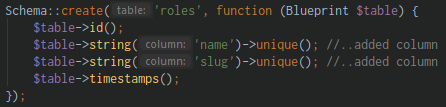 Schema::create( table: 'roles', function (Blueprint $table) {
    $table->id();
    $table->string( column: 'name')->unique(); //..added column
    $table->string( column: 'slug')->unique(); //..added column
    $table->timestamps();
});